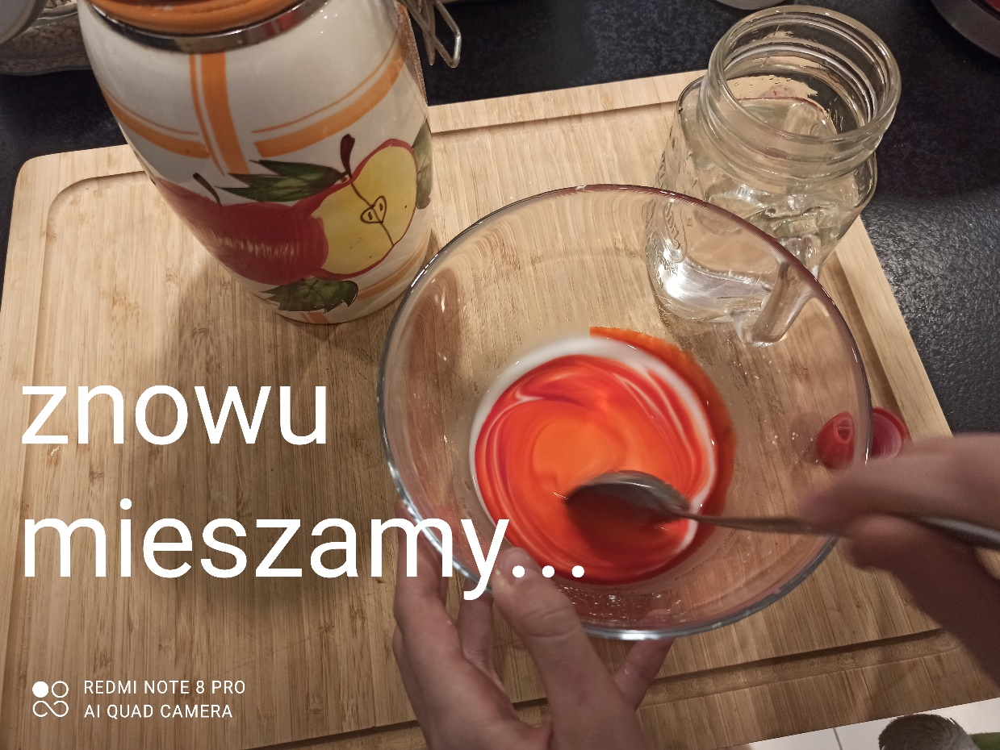 znowu
mieszamy...
REDMI NOTE 8 PRO
AI QUAD CAMERA